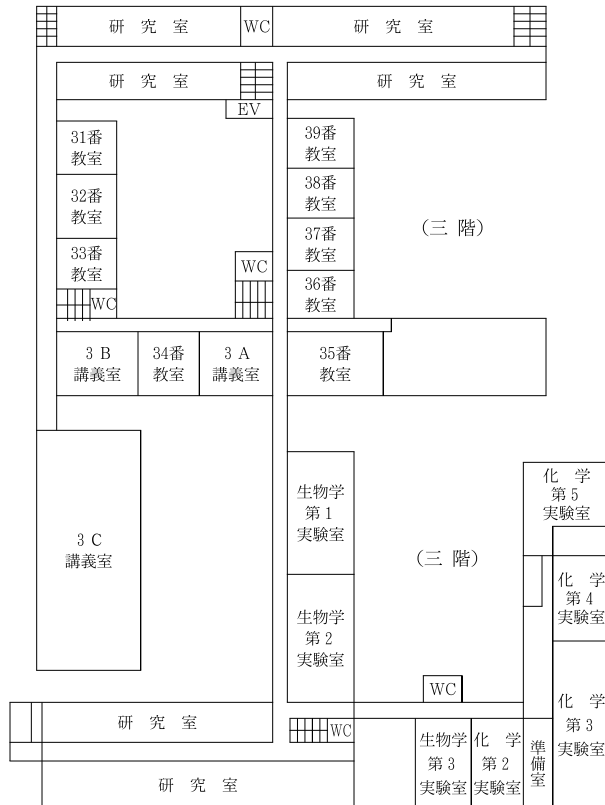 研 究 室
WC
研 究 室
研 究 室
研 究 室
EV
31番
教室
32番
教室
33番
教室
WC
WC
39番
教室
38番
教室
37番
教室
36番
教室
(三 階)
3 B
講義室
34番
教室
3 A
講義室
35番
教室
3 C
講義室
生物学
第1
実験室
生物学
第2
実験室
(三 階)
化 学
第5
実験室
化 学
第4
実験室
化 学
第3
実験室
WC
研 究 室
WC
生物学
第3
実験室
化 学
第2
実験室
準備室
研 究 室